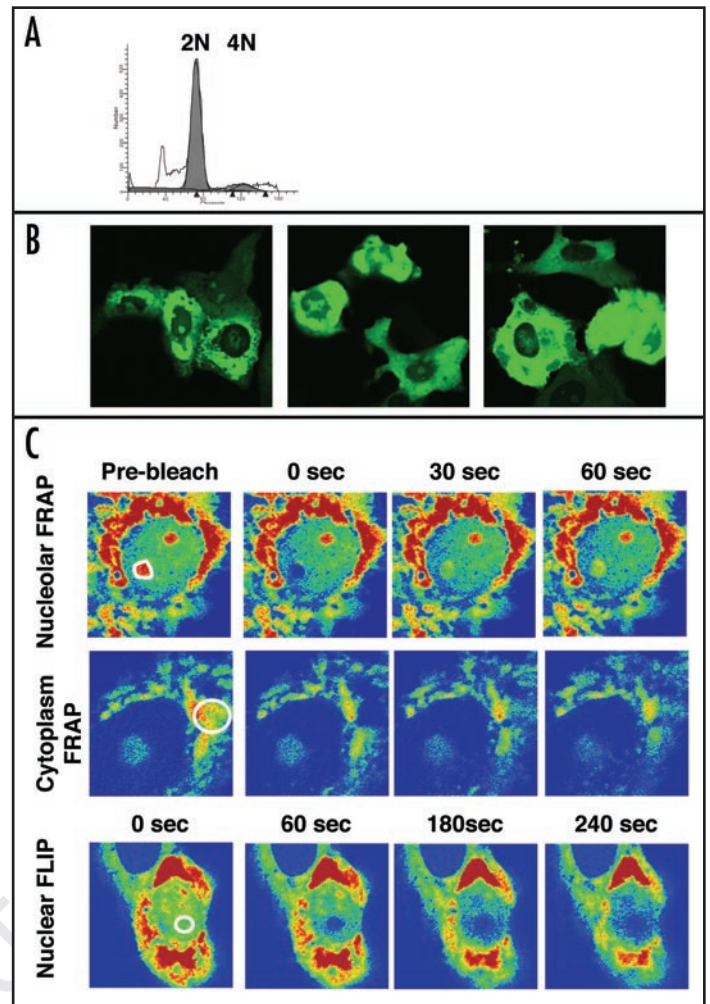 A
2N 4N
Number
B
C
Pre-bleach 0 sec 30 sec 60 sec
Nucleolar FRAP
Cytoplasm
FRAP
0 sec 60 sec 180sec 240 sec
Nuclear FLIP